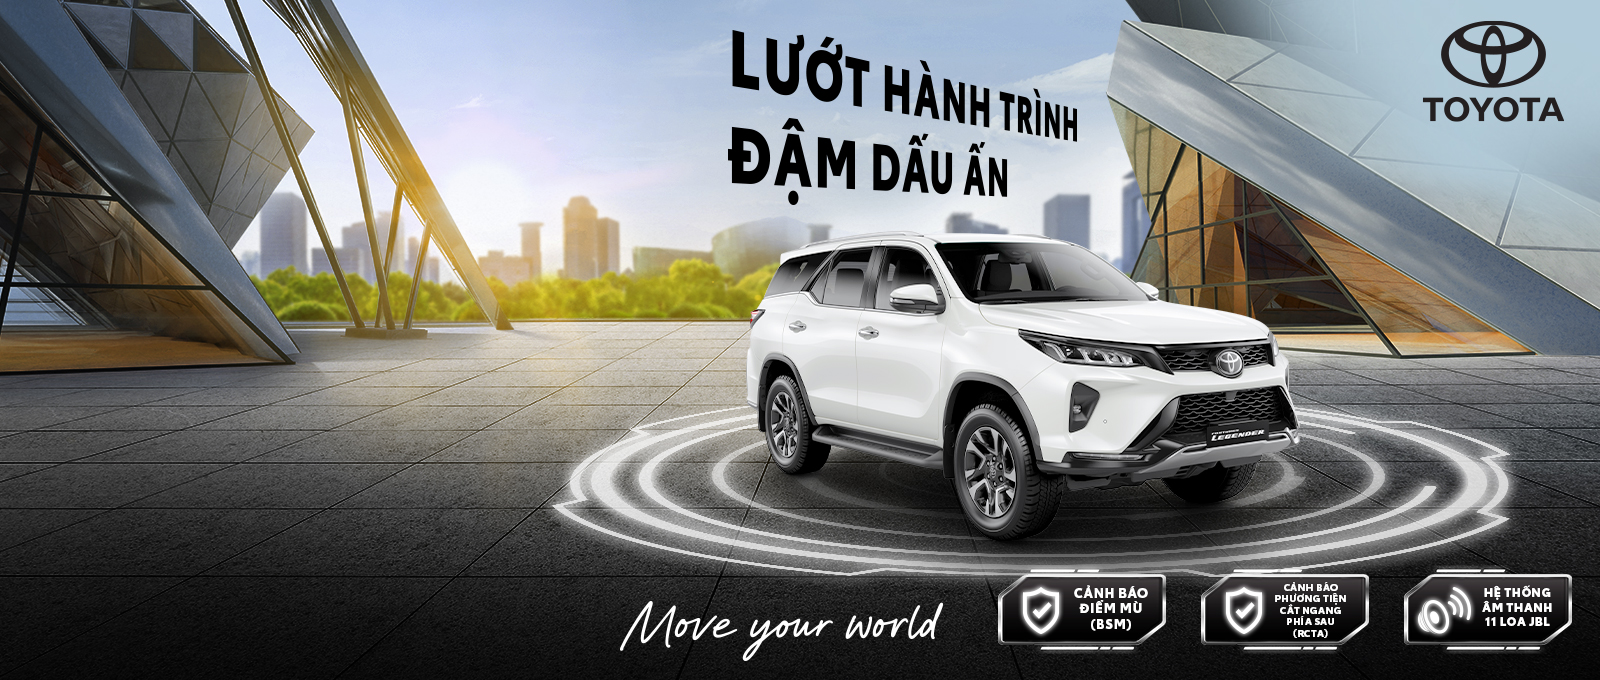 LƯỚT HÀNH TRÌNH
ĐẬM DẤU ẤN
TOYOTA
FORTUNER
LEGENDER
Move your world
CẢNH BÁO
ĐIỂM MÙ
(BSM)
CẢNH BÁO
PHƯƠNG TIỆN
CẮT NGANG
PHÍA SAU
(RCTA)
HỆ THỐNG
ÂM THANH
11 LOA JBL